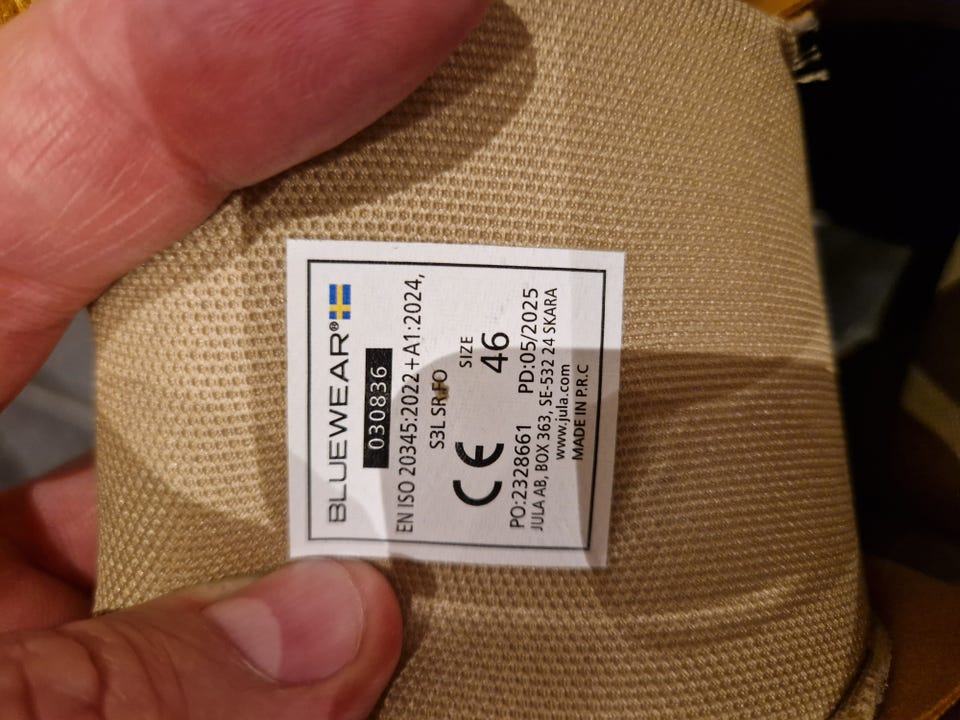 BLUEWEAR®
030836
EN ISO 20345:2022+A1:2024,
S3L SR FO
CE SIZE
46
PO:2328661 PD:05/2025
JULA AB, BOX 363, SE-532 24 SKARA
www.jula.com
MADE IN P.R.C